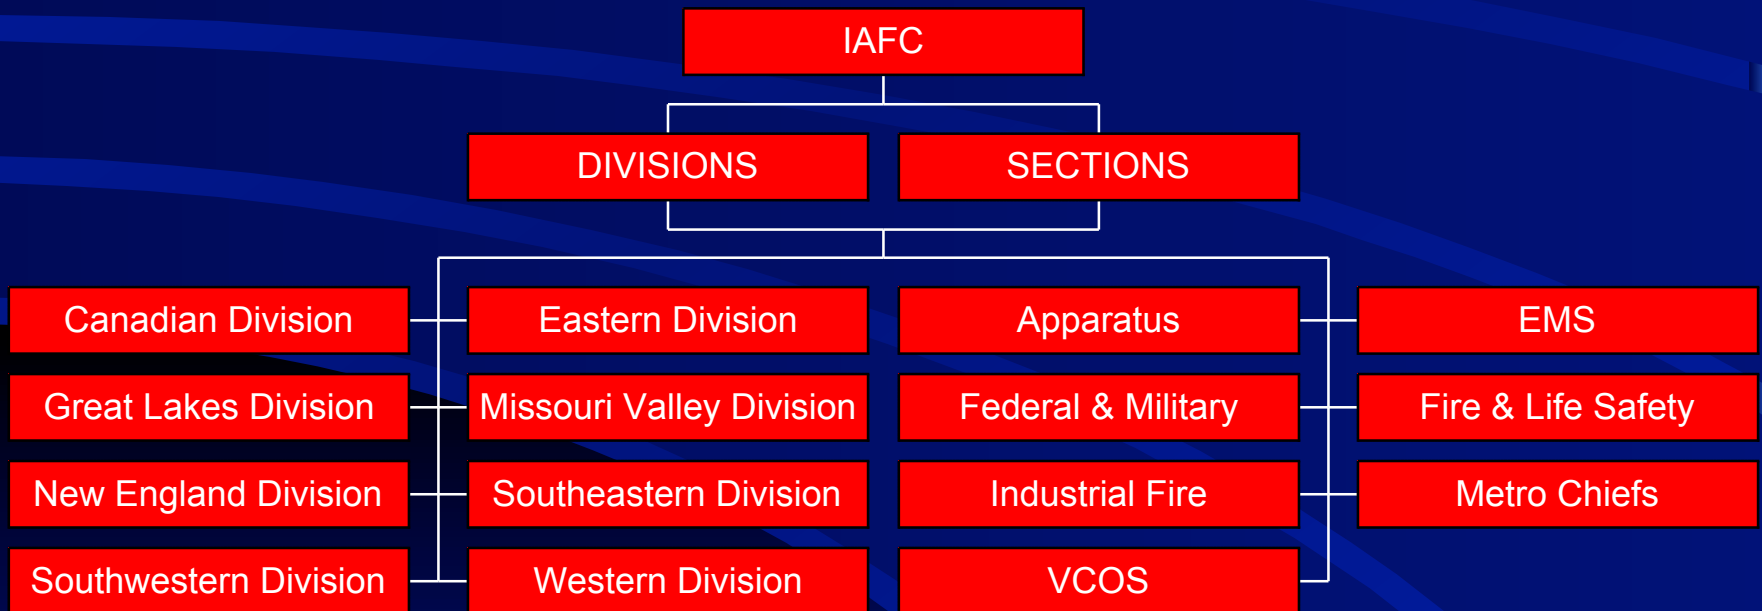 IAFC
DIVISIONS
SECTIONS
Canadian Division
Eastern Division
Apparatus
EMS
Great Lakes Division
Missouri Valley Division
Federal & Military
Fire & Life Safety
New England Division
Southeastern Division
Industrial Fire
Metro Chiefs
Southwestern Division
Western Division
VCOS